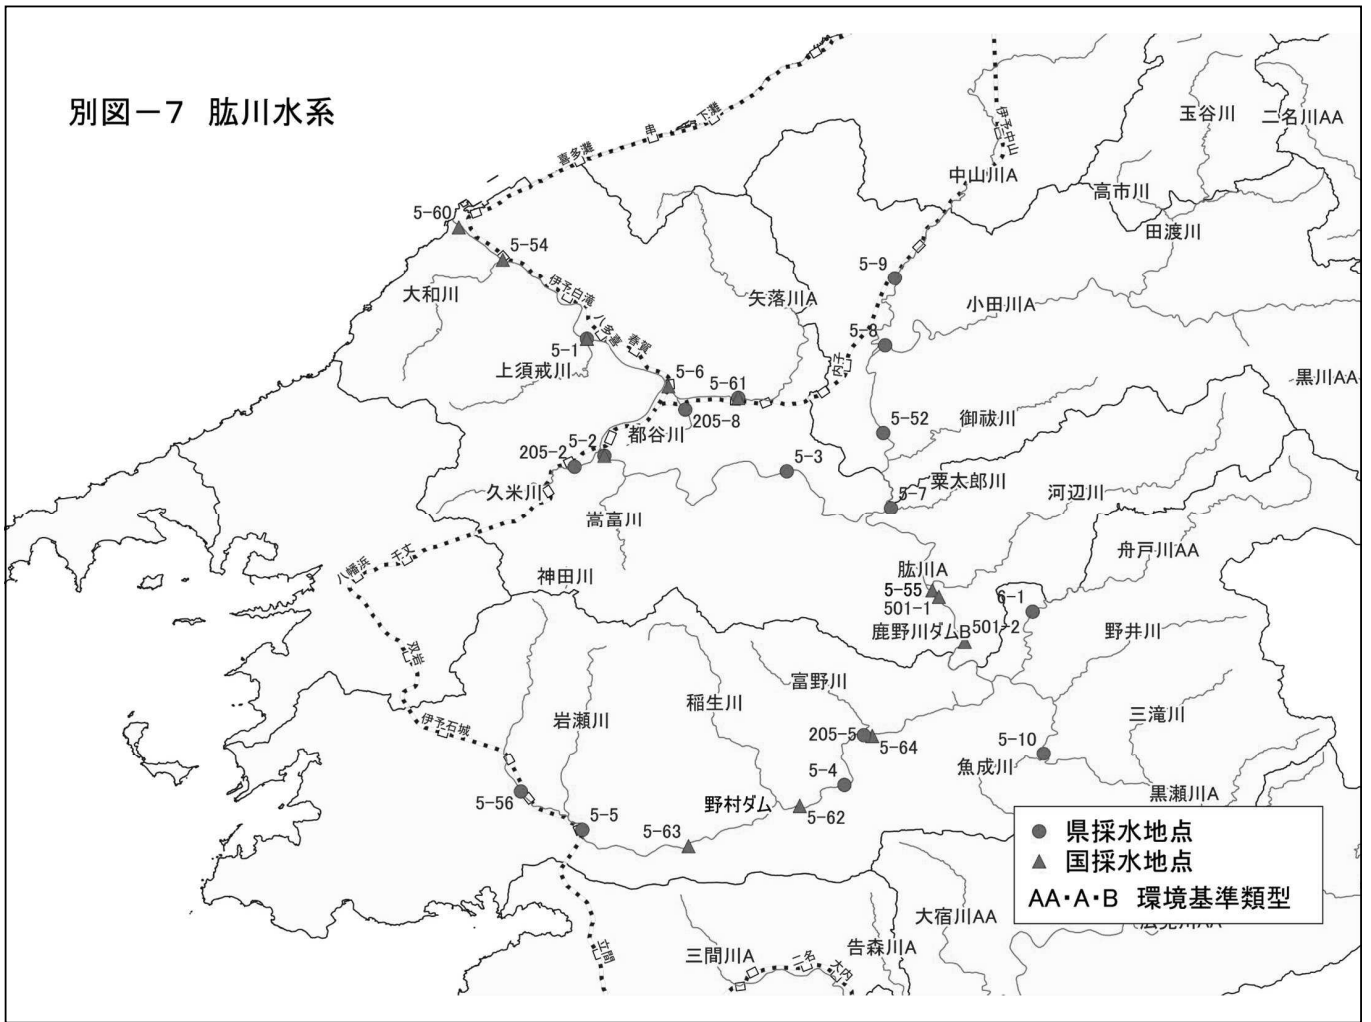 別図－7 肱川水系
下灘
串
喜多灘
伊予中山
玉谷川
二名川AA
中山川A
高市川
田渡川
5-60
5-54
5-9
大和川
伊予白滝
矢落川A
小田川A
八多喜
春賀
5-8
5-1
上須戒川
内子
黒川AA
5-6
5-61
205-8
5-52
御祓川
都谷川
5-2
205-2
5-3
久米川
5-7
粟太郎川
河辺川
嵩富川
舟戸川AA
千丈
八幡浜
神田川
肱川A
5-55
501-1
6-1
鹿野川ダムB
501-2
野井川
双岩
富野川
稲生川
岩瀬川
伊予石城
三滝川
205-5
5-64
5-10
魚成川
5-4
黒瀬川A
5-56
野村ダム
5-62
5-5
5-63
県採水地点
国採水地点
AA・A・B 環境基準類型
大宿川AA
立間
三間川A
二名
大内
告森川A